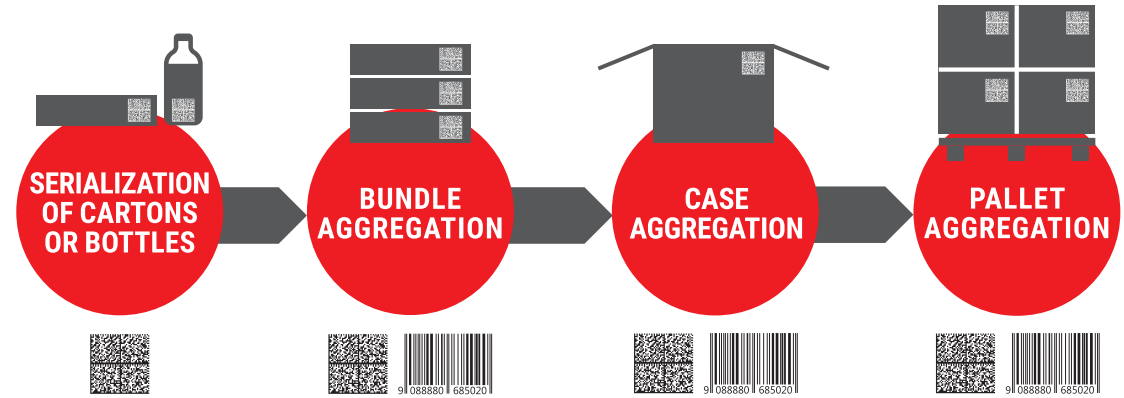 SERIALIZATION
OF CARTONS
OR BOTTLES
BUNDLE
AGGREGATION
CASE
AGGREGATION
PALLET
AGGREGATION
9 088880 685020
9 088880 685020
9 088880 685020